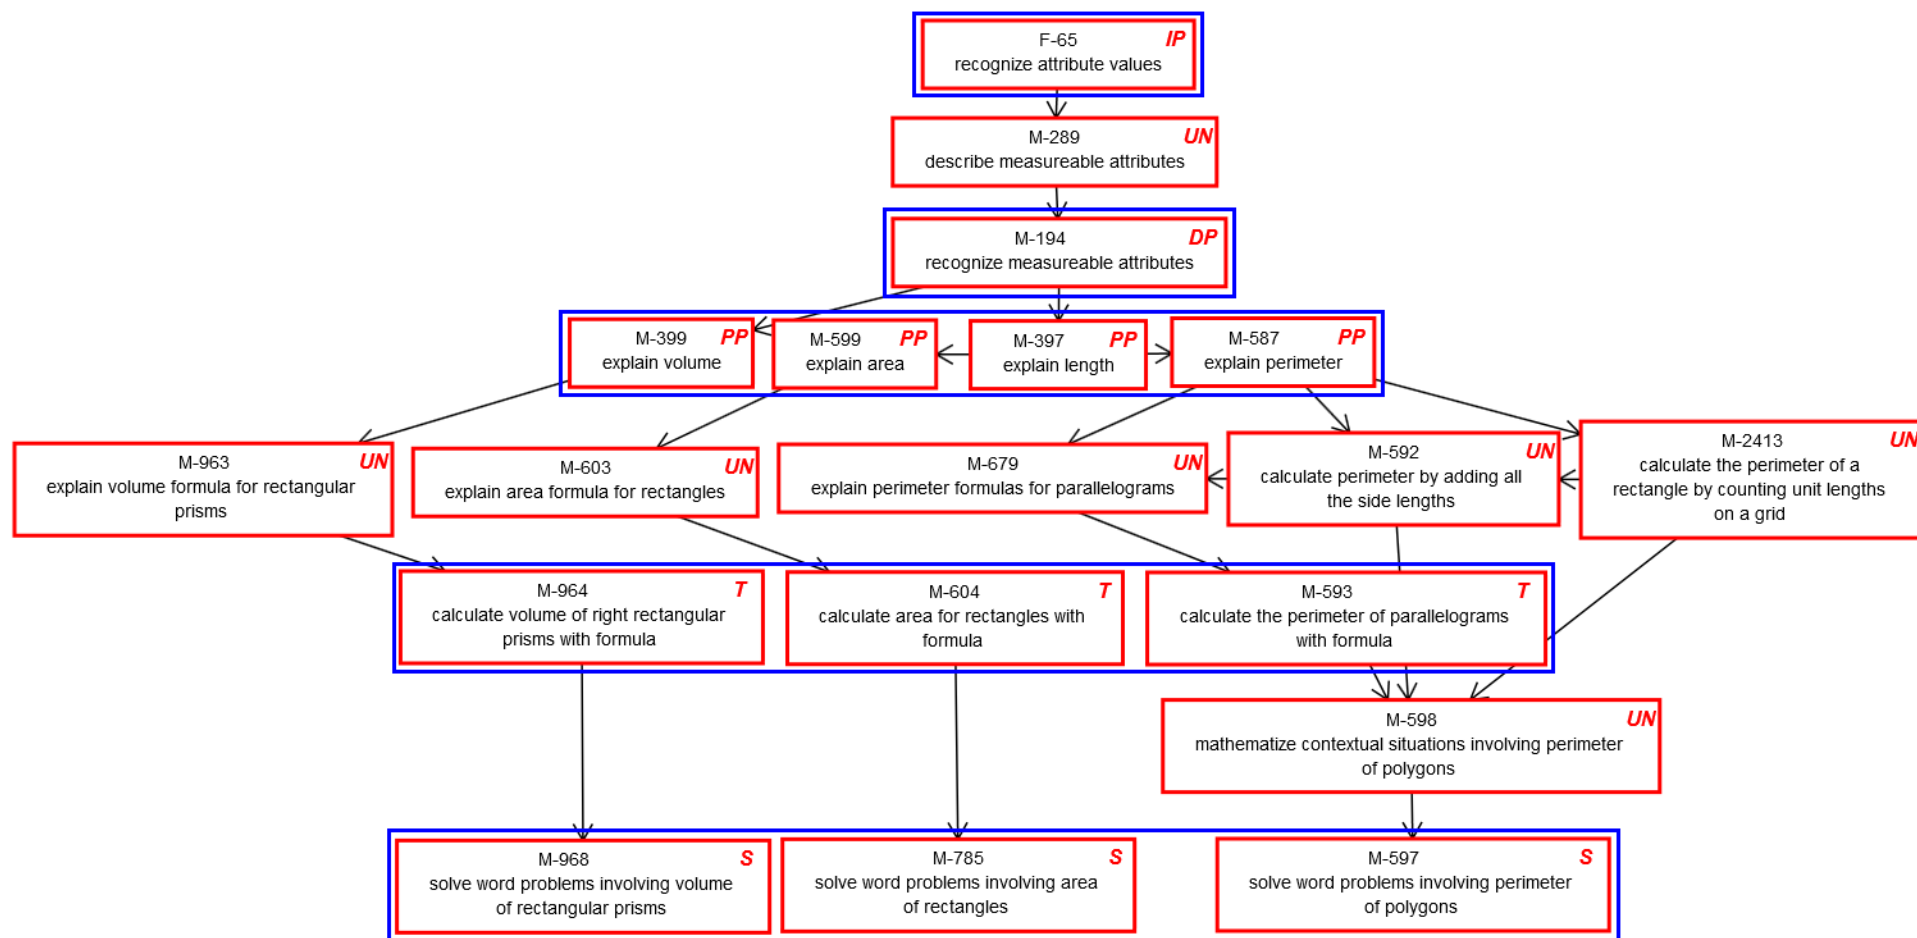 F-65 IP
recognize attribute values
M-289 UN
describe measureable attributes
M-194 DP
recognize measureable attributes
M-399 PP
explain volume
M-599 PP
explain area
M-397 PP
explain length
M-587 PP
explain perimeter
M-963 UN
explain volume formula for rectangular
prisms
M-603 UN
explain area formula for rectangles
M-679 UN
explain perimeter formulas for parallelograms
M-592 UN
calculate perimeter by adding all
the side lengths
M-2413 UN
calculate the perimeter of a
rectangle by counting unit lengths
on a grid
M-964 T
calculate volume of right rectangular
prisms with formula
M-604 T
calculate area for rectangles with
formula
M-593 T
calculate the perimeter of parallelograms
with formula
M-598 UN
mathematize contextual situations involving perimeter
of polygons
M-968 S
solve word problems involving volume
of rectangular prisms
M-785 S
solve word problems involving area
of rectangles
M-597 S
solve word problems involving perimeter
of polygons